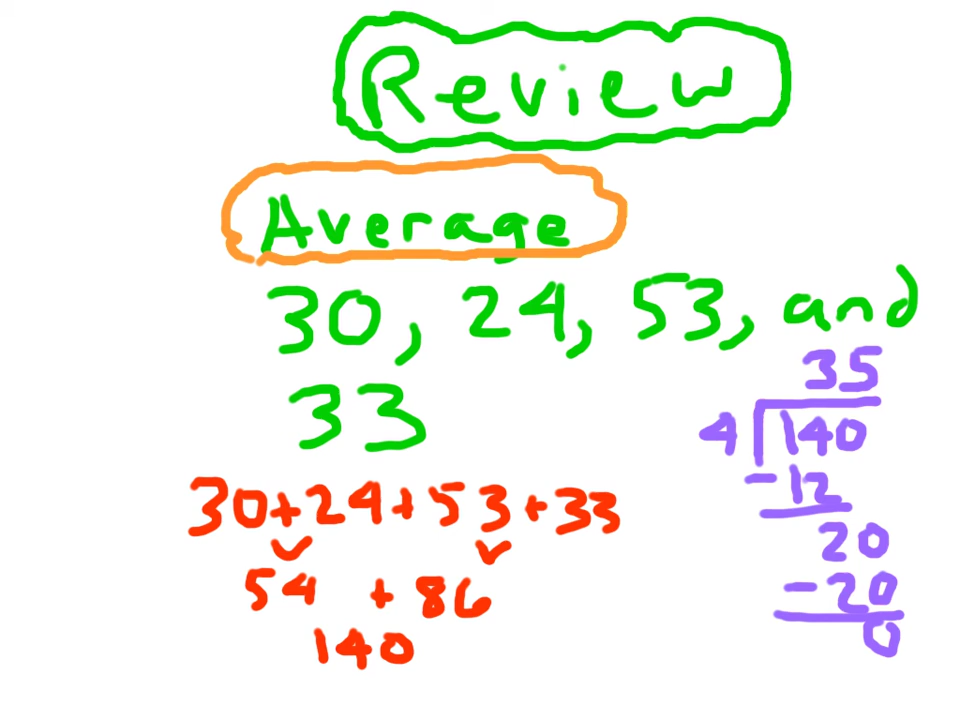 Review
Average
30, 24, 53, and
33
30+24+53+33
54 + 86
140
35
4 140
-12
20
-20
0